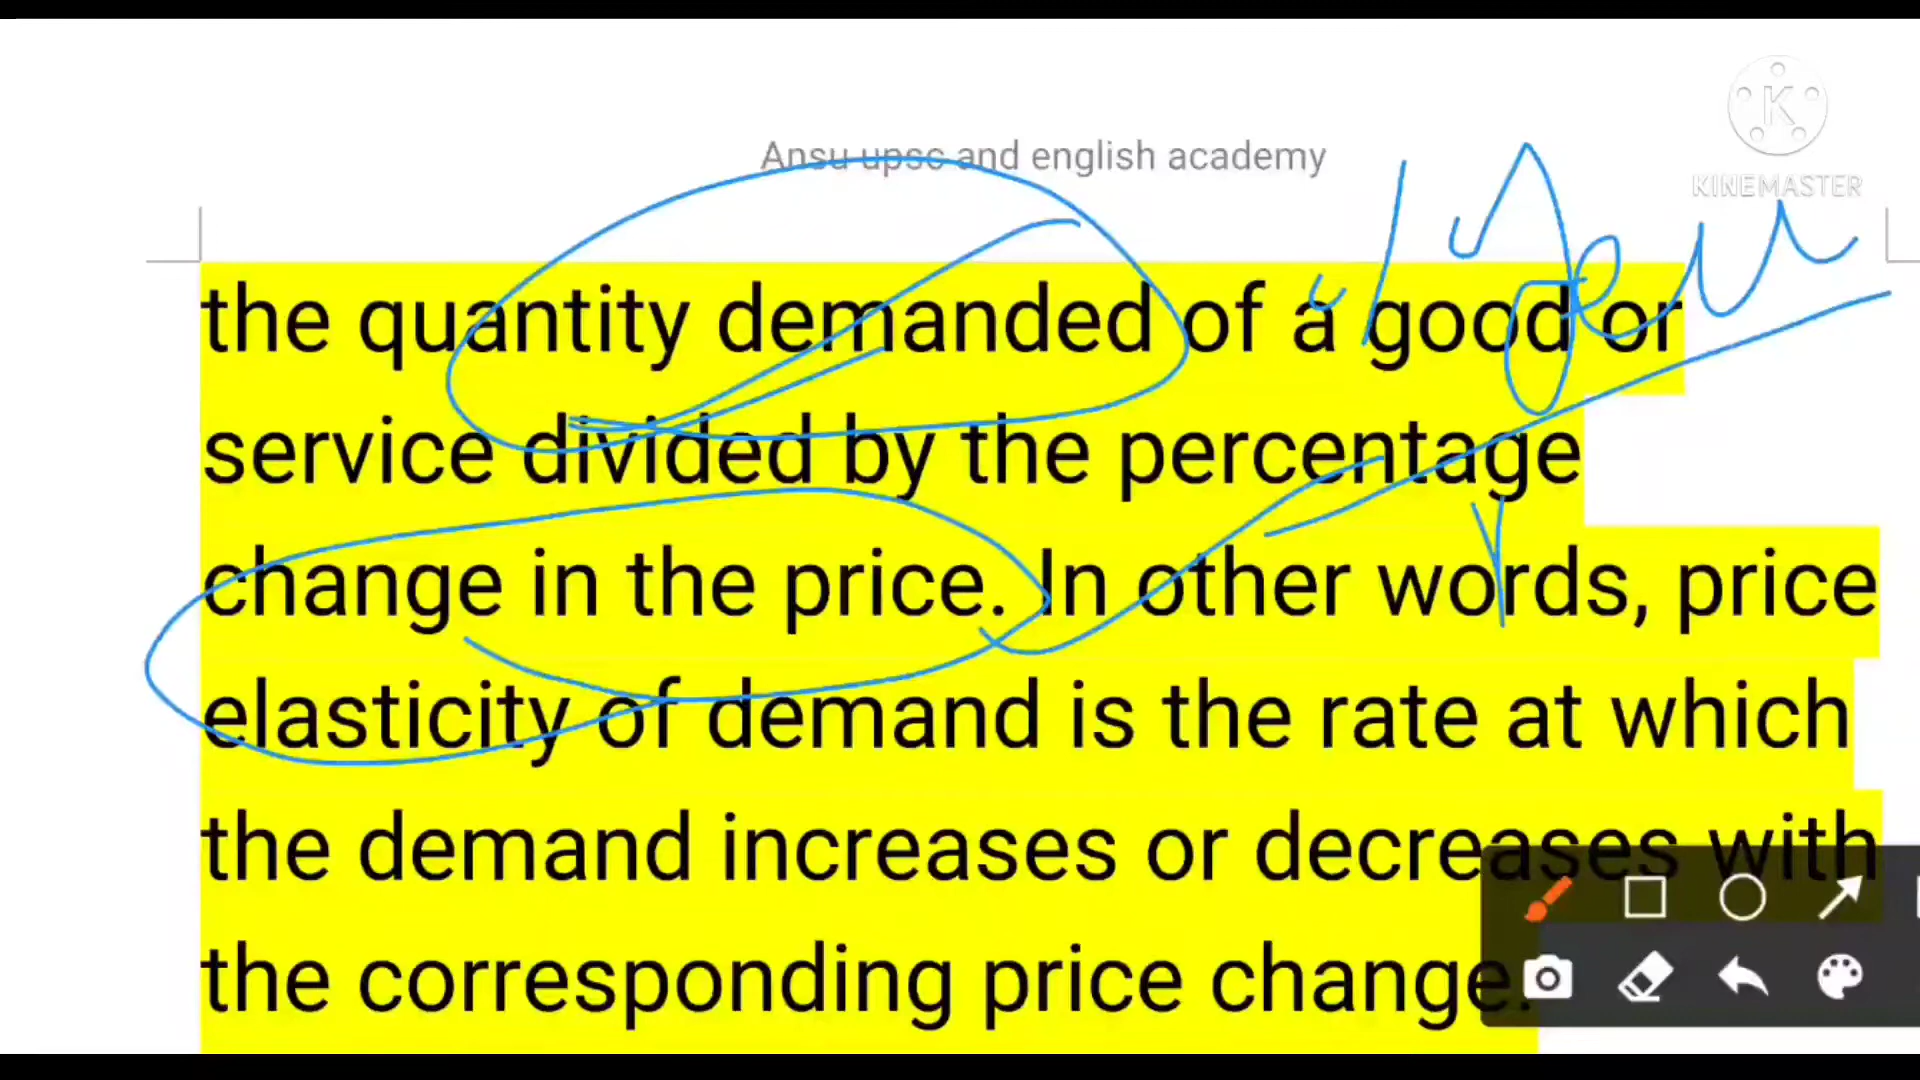 KINEMASTER
Ansu upsc and english academy
the quantity demanded of a good or
service divided by the percentage
change in the price. In other words, price
elasticity of demand is the rate at which
the demand increases or decreases with
the corresponding price change.